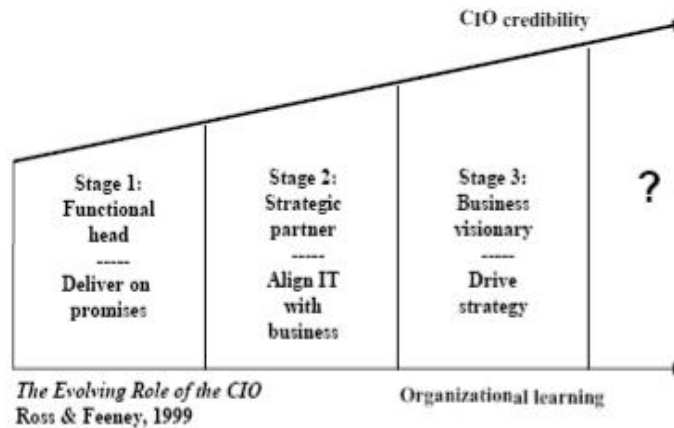 CIO credibility
Stage 1:
Functional
head
-----
Deliver on
promises
Stage 2:
Strategic
partner
-----
Align IT
with
business
Stage 3:
Business
visionary
-----
Drive
strategy
?
The Evolving Role of the CIO
Ross & Feeney, 1999
Organizational learning